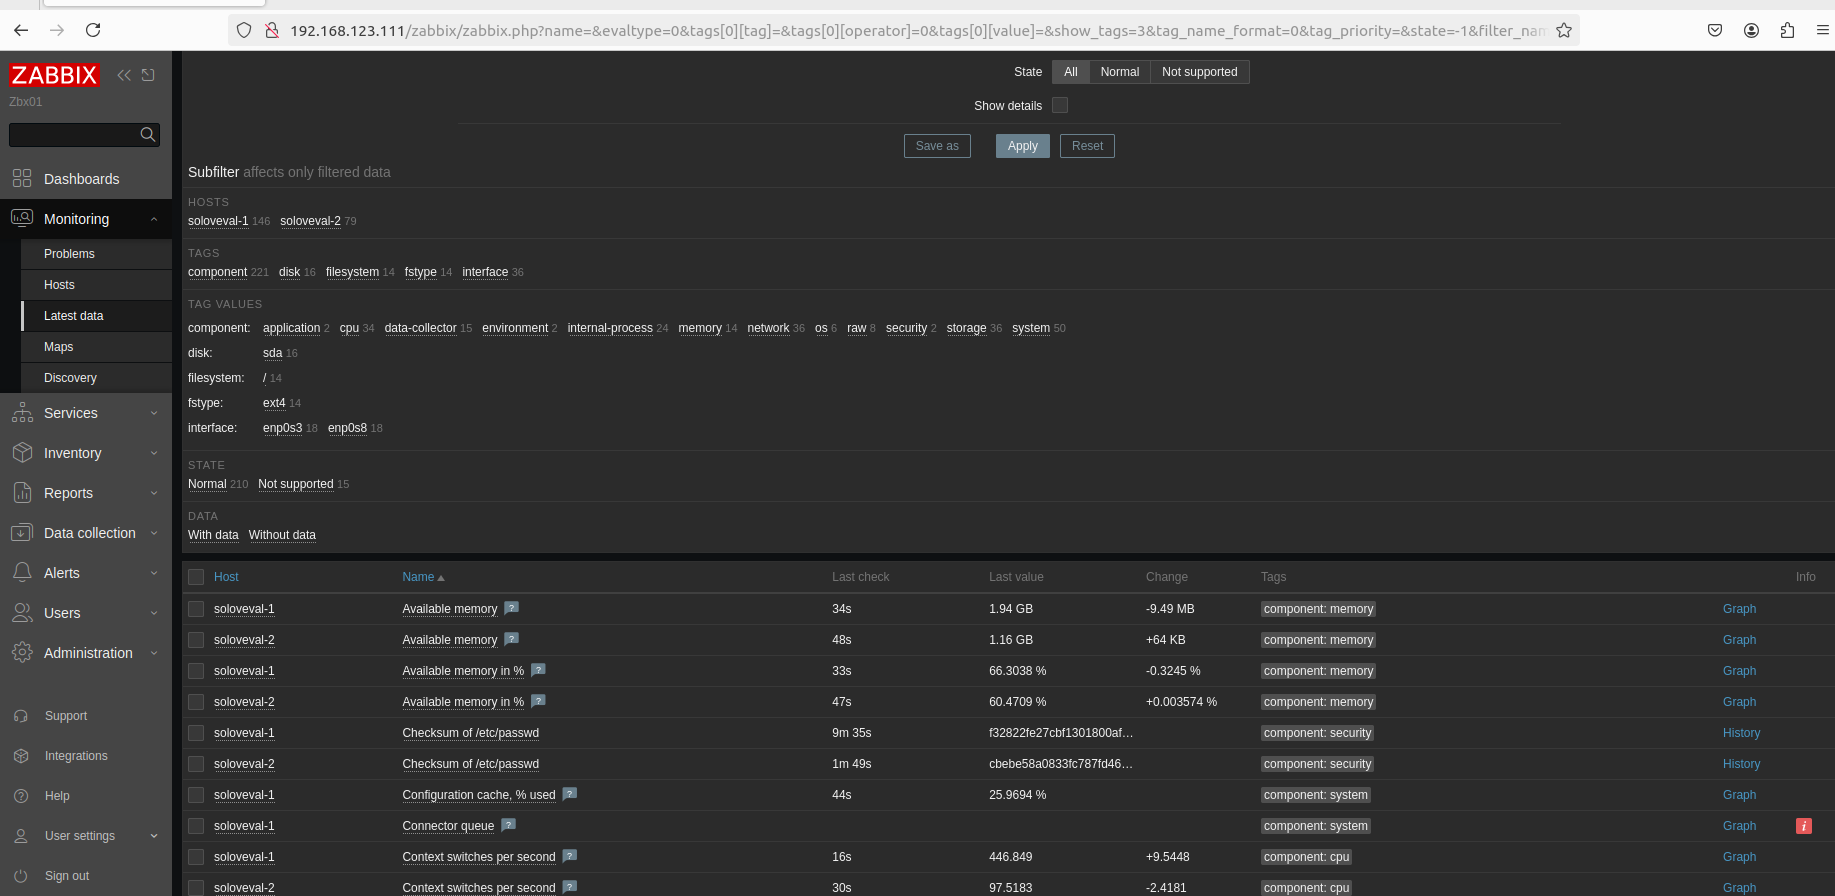 192.168.123.111/zabbix/zabbix.php?name=&evaltype=0&tags[0][tag]=&tags[0][operator]=0&tags[0][value]=&show_tags=3&tag_name_format=0&tag_priority=&state=-1&filter_nam
ZABBIX
Zbx01
Dashboards
Monitoring
Problems
Hosts
Latest data
Maps
Discovery
Services
Inventory
Reports
Data collection
Alerts
Users
Administration
Support
Integrations
Help
User settings
Sign out
State All Normal Not supported
Show details
Save as Apply Reset
Subfilter affects only filtered data
HOSTS
soloveval-1 146 soloveval-2 79
TAGS
component 221 disk 16 filesystem 14 fstype 14 interface 36
TAG VALUES
component: application 2 cpu 34 data-collector 15 environment 2 internal-process 24 memory 14 network 36 os 6 raw 8 security 2 storage 36 system 50
disk: sda 16
filesystem: / 14
fstype: ext4 14
interface: enp0s3 18 enp0s8 18
STATE
Normal 210 Not supported 15
DATA
With data Without data
Host Name Last check Last value Change Tags Info
soloveval-1 Available memory ? 34s 1.94 GB -9.49 MB component: memory Graph
soloveval-2 Available memory ? 48s 1.16 GB +64 KB component: memory Graph
soloveval-1 Available memory in % ? 33s 66.3038 % -0.3245 % component: memory Graph
soloveval-2 Available memory in % ? 47s 60.4709 % +0.003574 % component: memory Graph
soloveval-1 Checksum of /etc/passwd 9m 35s f32822fe27cbf1301800af… component: security History
soloveval-2 Checksum of /etc/passwd 1m 49s cbebe58a0833fc787fd46… component: security History
soloveval-1 Configuration cache, % used ? 44s 25.9694 % component: system Graph
soloveval-1 Connector queue ? component: system Graph i
soloveval-1 Context switches per second ? 16s 446.849 +9.5448 component: cpu Graph
soloveval-2 Context switches per second ? 30s 97.5183 -2.4181 component: cpu Graph